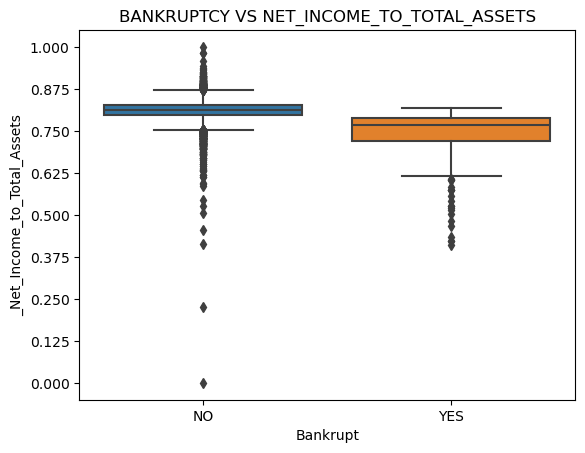 BANKRUPTCY VS NET_INCOME_TO_TOTAL_ASSETS
_Net_Income_to_Total_Assets
1.000
0.875
0.750
0.625
0.500
0.375
0.250
0.125
0.000
NO
YES
Bankrupt